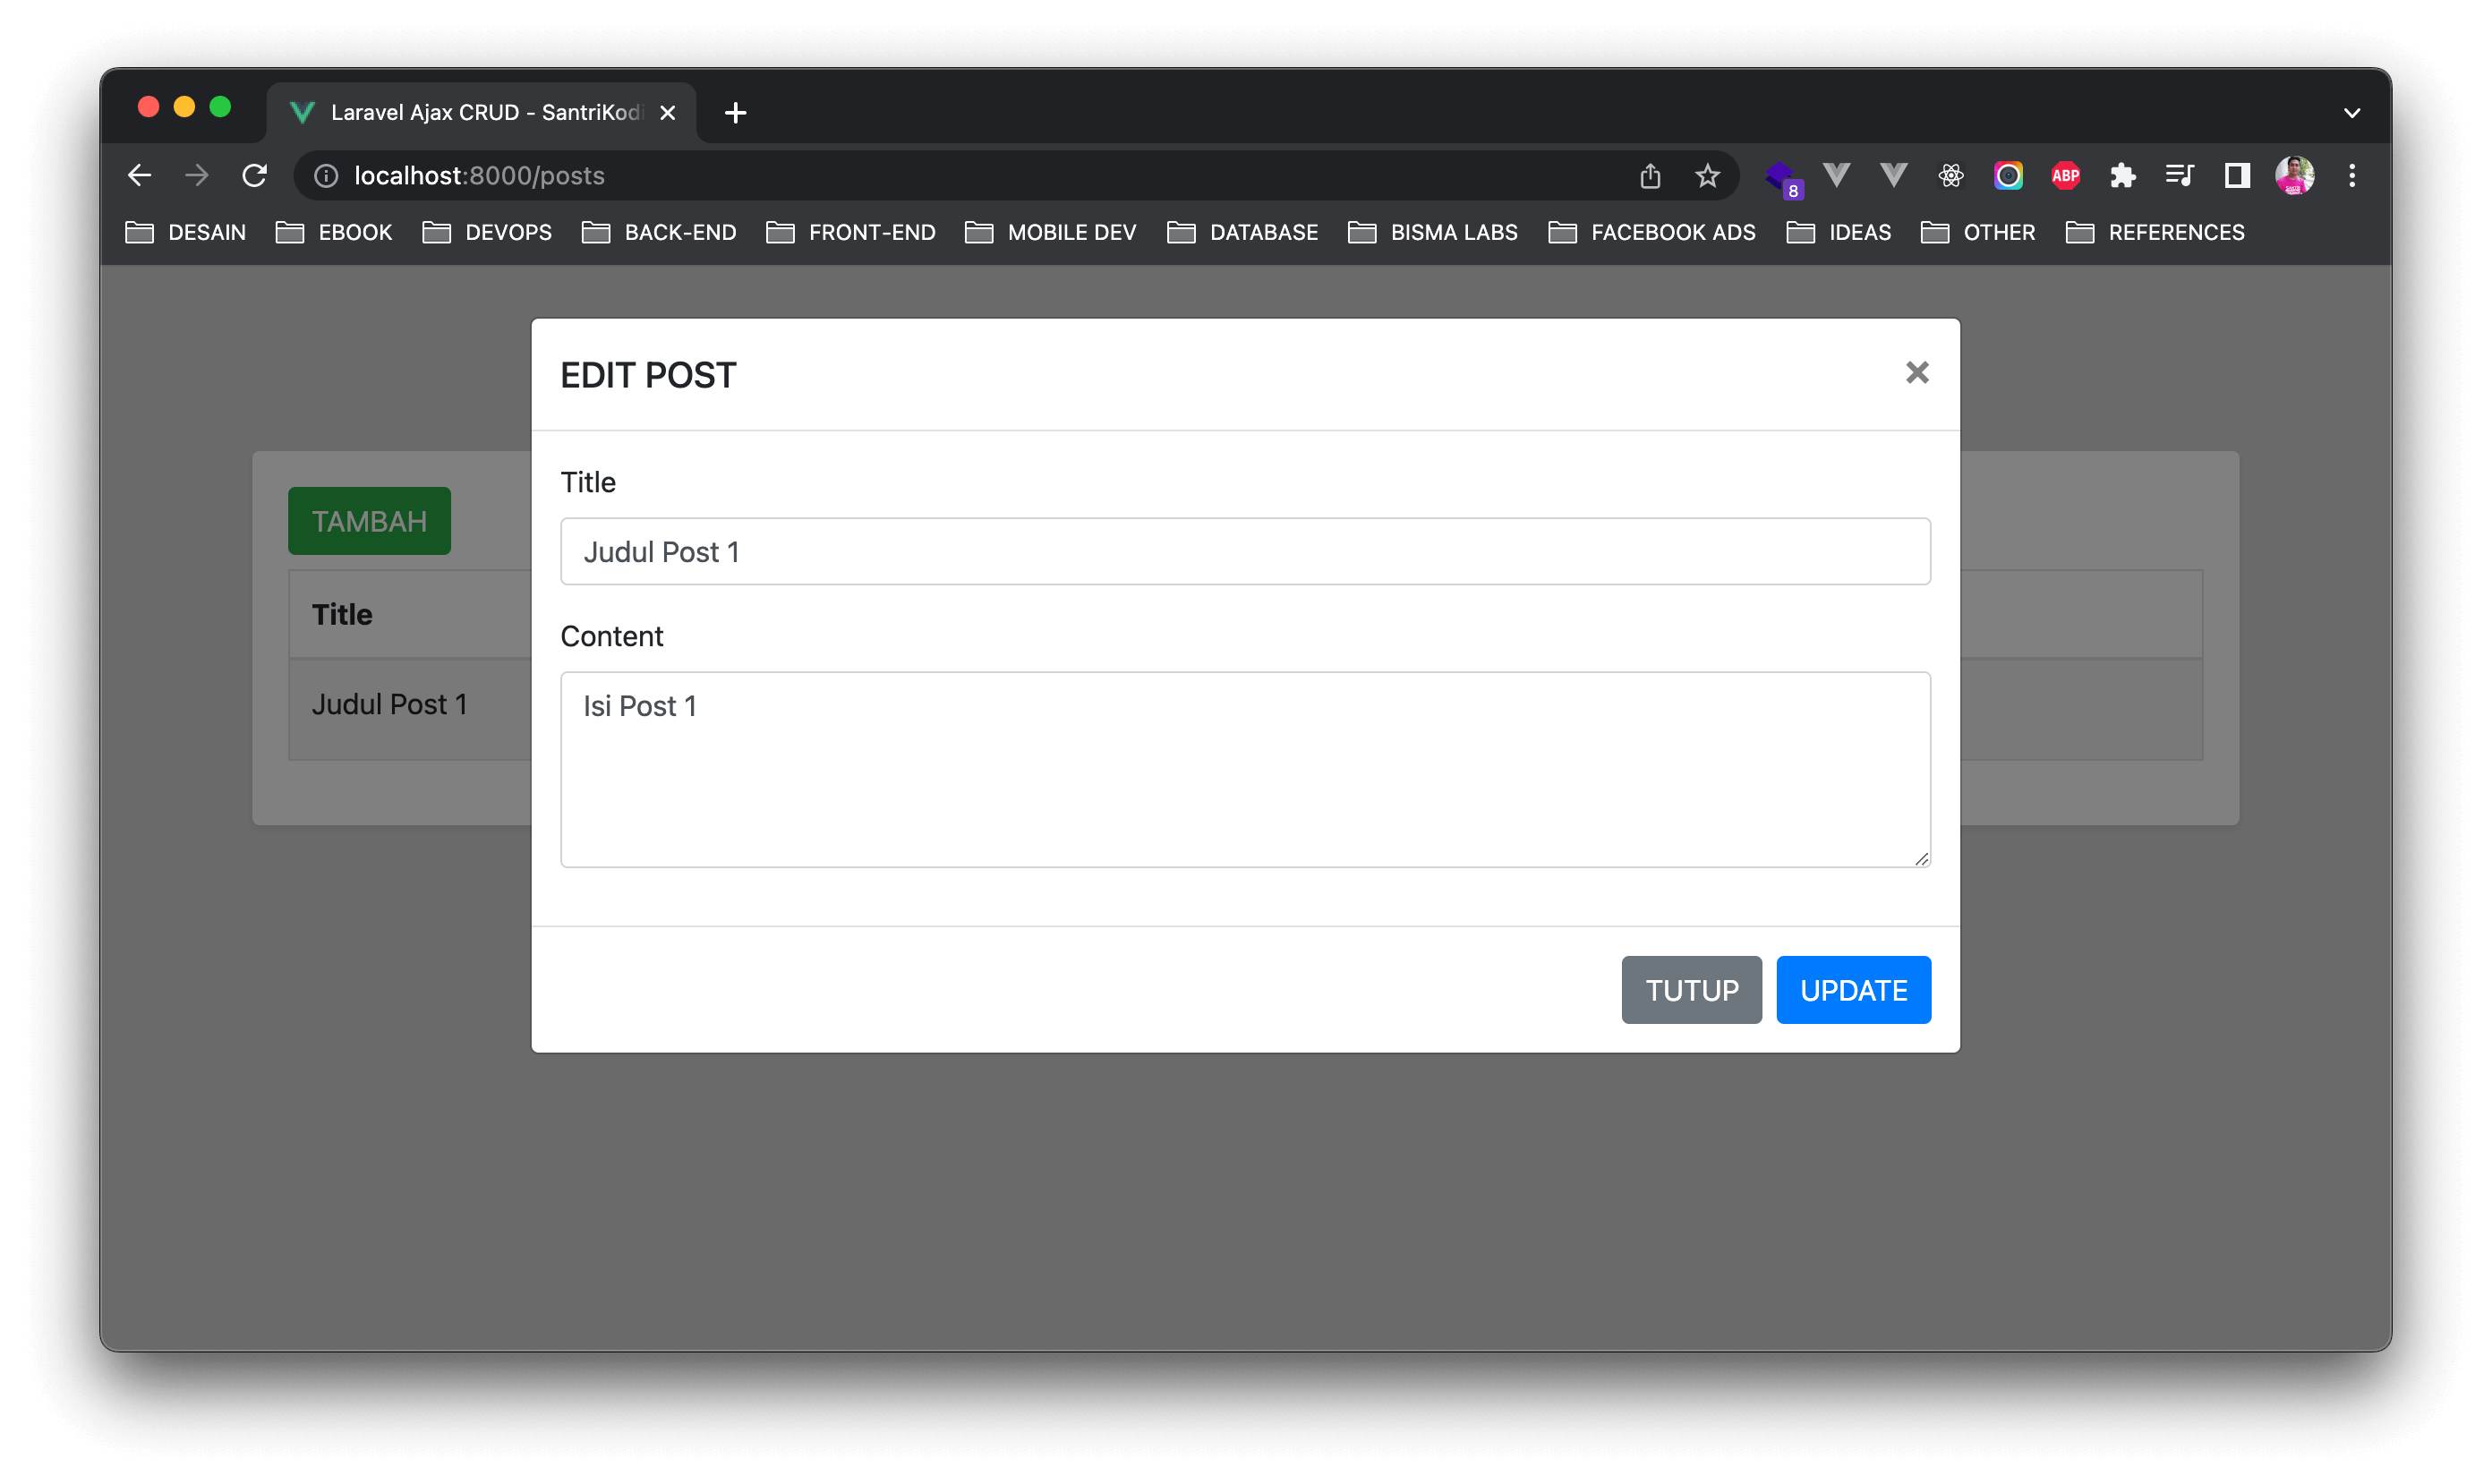 Laravel Ajax CRUD - SantriKodi
localhost:8000/posts
8
ABP
DESAIN EBOOK DEVOPS BACK-END FRONT-END MOBILE DEV DATABASE BISMA LABS FACEBOOK ADS IDEAS OTHER REFERENCES
EDIT POST
Title
Judul Post 1
Content
Isi Post 1
TUTUP UPDATE
TAMBAH
Title
Judul Post 1